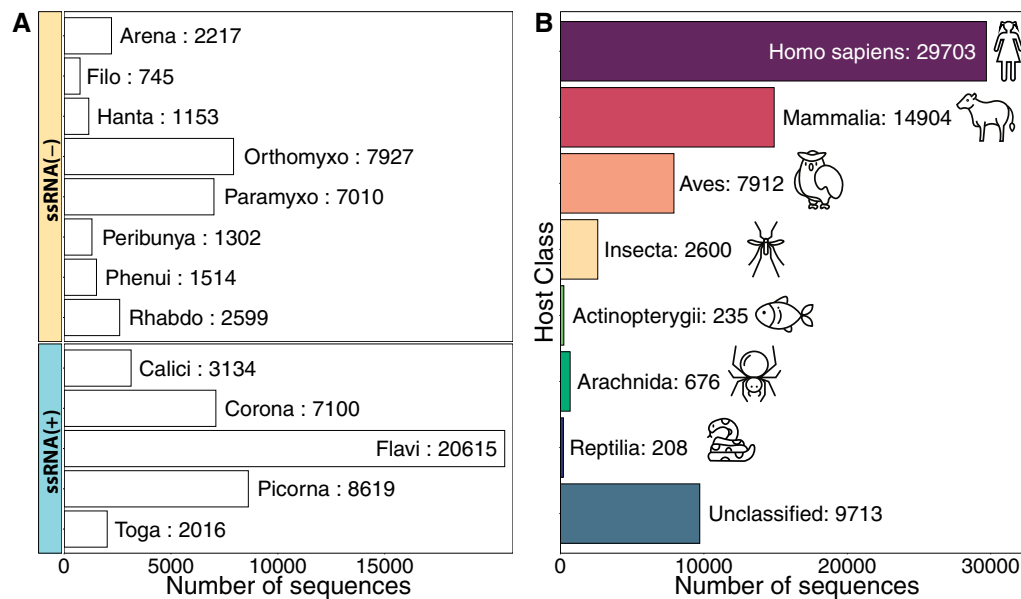 A
ssRNA(−)
Arena : 2217
Filo : 745
Hanta : 1153
Orthomyxo : 7927
Paramyxo : 7010
Peribunya : 1302
Phenui : 1514
Rhabdo : 2599
ssRNA(+)
Calici : 3134
Corona : 7100
Flavi : 20615
Picorna : 8619
Toga : 2016
0 5000 10000 15000
Number of sequences
B
Host Class
Homo sapiens: 29703
Mammalia: 14904
Aves: 7912
Insecta: 2600
Actinopterygii: 235
Arachnida: 676
Reptilia: 208
Unclassified: 9713
0 10000 20000 30000
Number of sequences